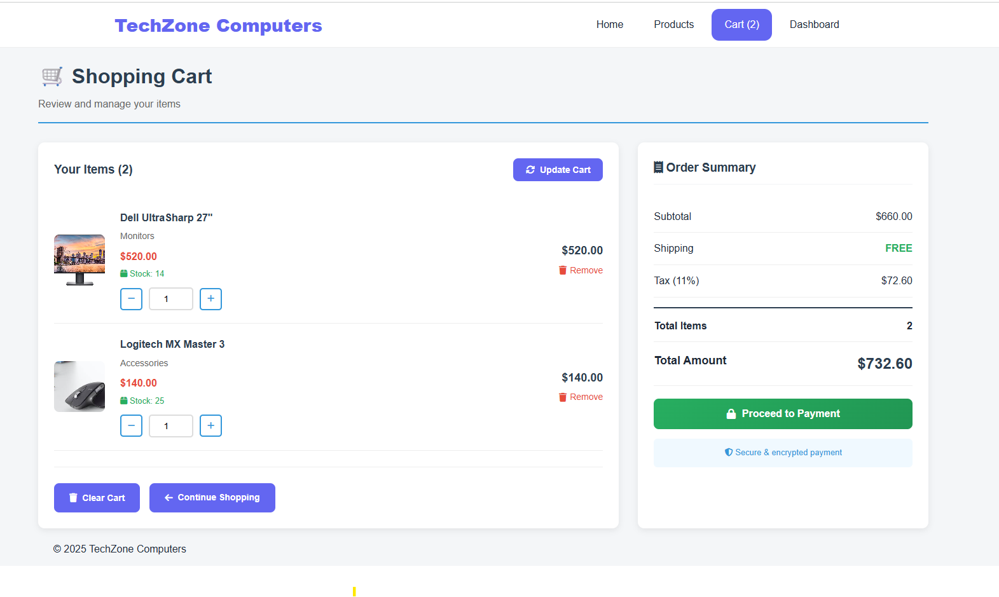 TechZone Computers
Home
Products
Cart (2)
Dashboard
Shopping Cart
Review and manage your items
Your Items (2)
Update Cart
Dell UltraSharp 27"
Monitors
$520.00
Stock: 14
−
1
+
$520.00
Remove
Logitech MX Master 3
Accessories
$140.00
Stock: 25
−
1
+
$140.00
Remove
Clear Cart
Continue Shopping
Order Summary
Subtotal $660.00
Shipping FREE
Tax (11%) $72.60
Total Items 2
Total Amount $732.60
Proceed to Payment
Secure & encrypted payment
© 2025 TechZone Computers